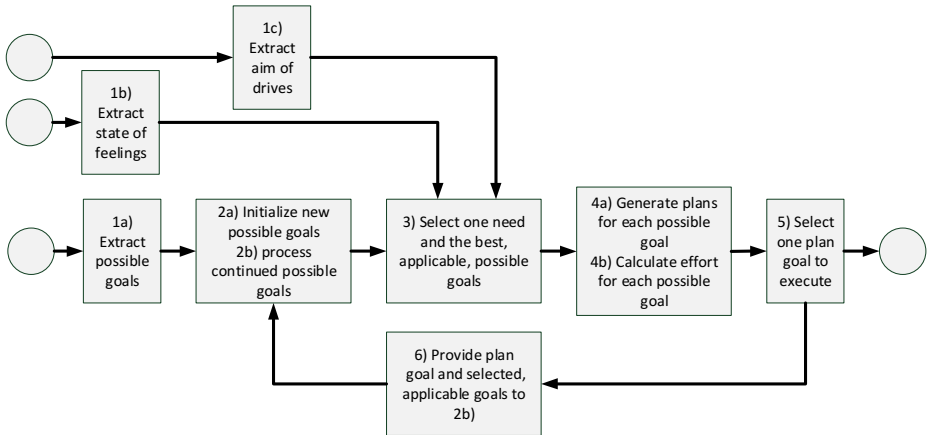 1c)
Extract
aim of
drives
1b)
Extract
state of
feelings
1a)
Extract
possible
goals
2a) Initialize new
possible goals
2b) process
continued possible
goals
3) Select one need
and the best,
applicable, possible
goals
4a) Generate plans
for each possible
goal
4b) Calculate effort
for each possible
goal
5) Select
one plan
goal to
execute
6) Provide plan
goal and selected,
applicable goals to
2b)